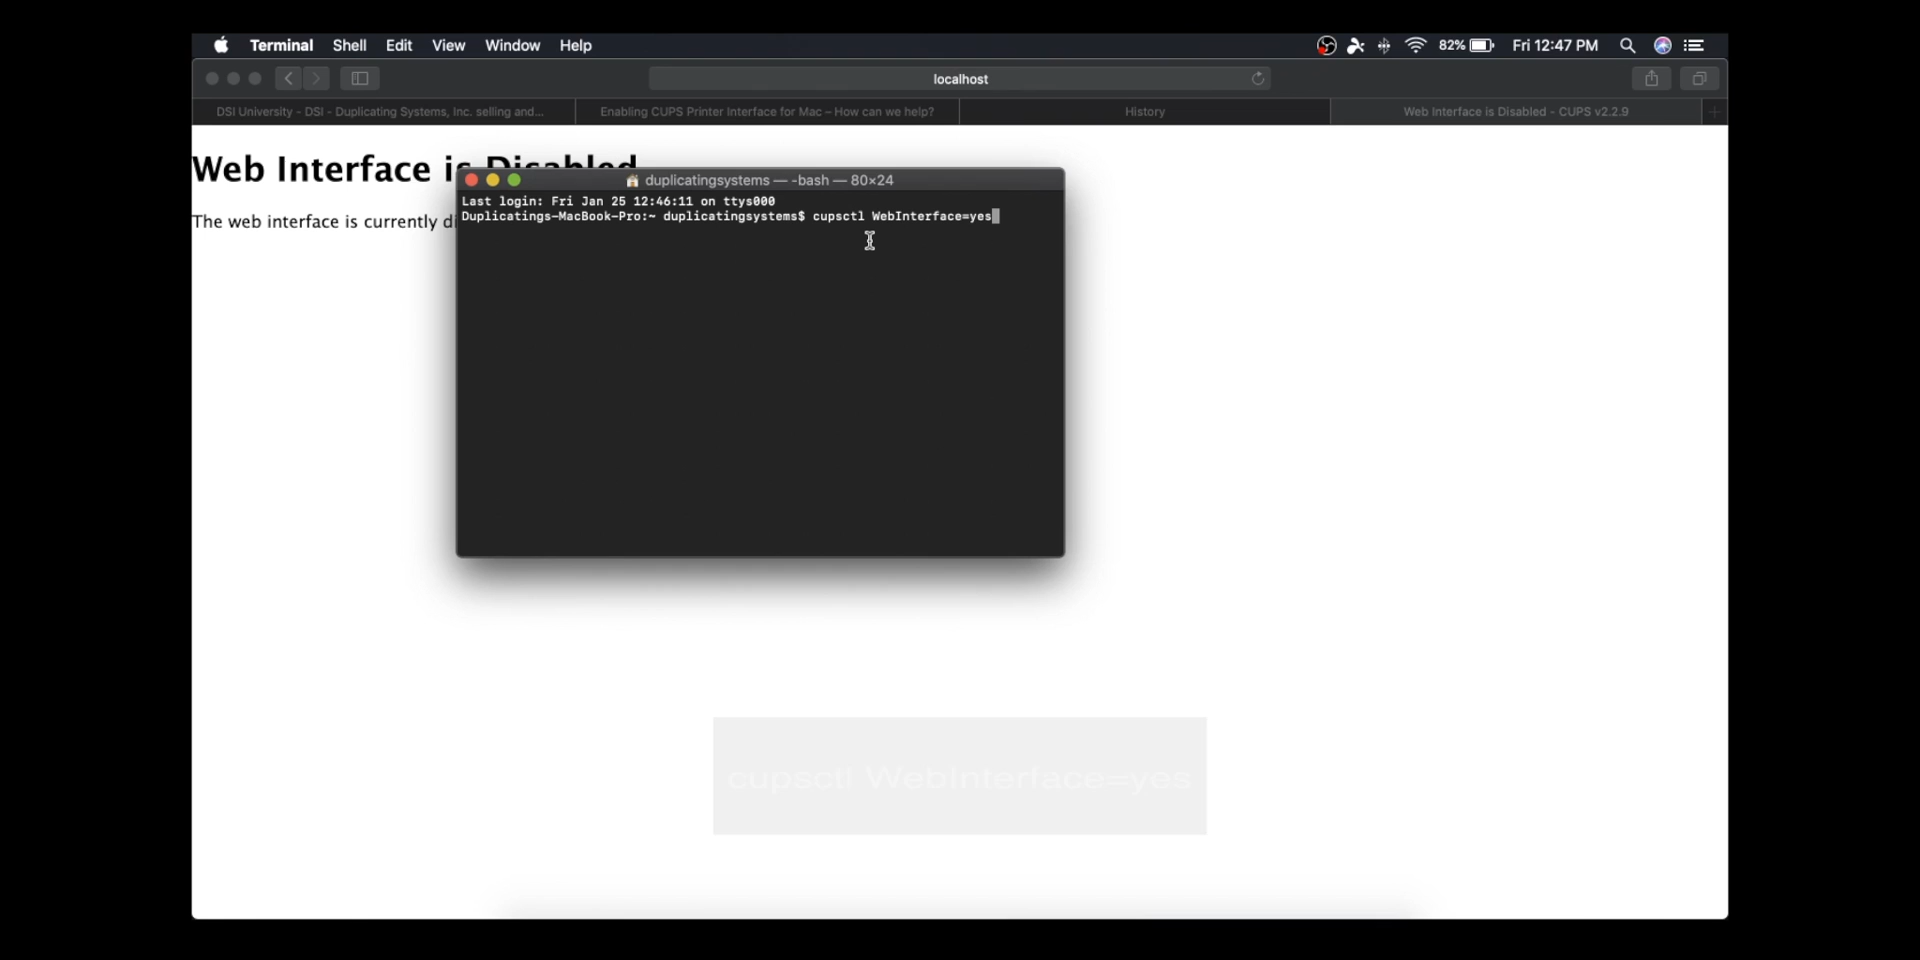 Terminal Shell Edit View Window Help 82% Fri 12:47 PM
localhost
DSI University - DSI - Duplicating Systems, Inc. selling and... Enabling CUPS Printer Interface for Mac – How can we help? History Web Interface is Disabled - CUPS v2.2.9
Web Interface is Disabled
duplicatingsystems — -bash — 80×24
Last login: Fri Jan 25 12:46:11 on ttys000
Duplicatings-MacBook-Pro:~ duplicatingsystems$ cupsctl WebInterface=yes
The web interface is currently di
cupsctl WebInterface=yes